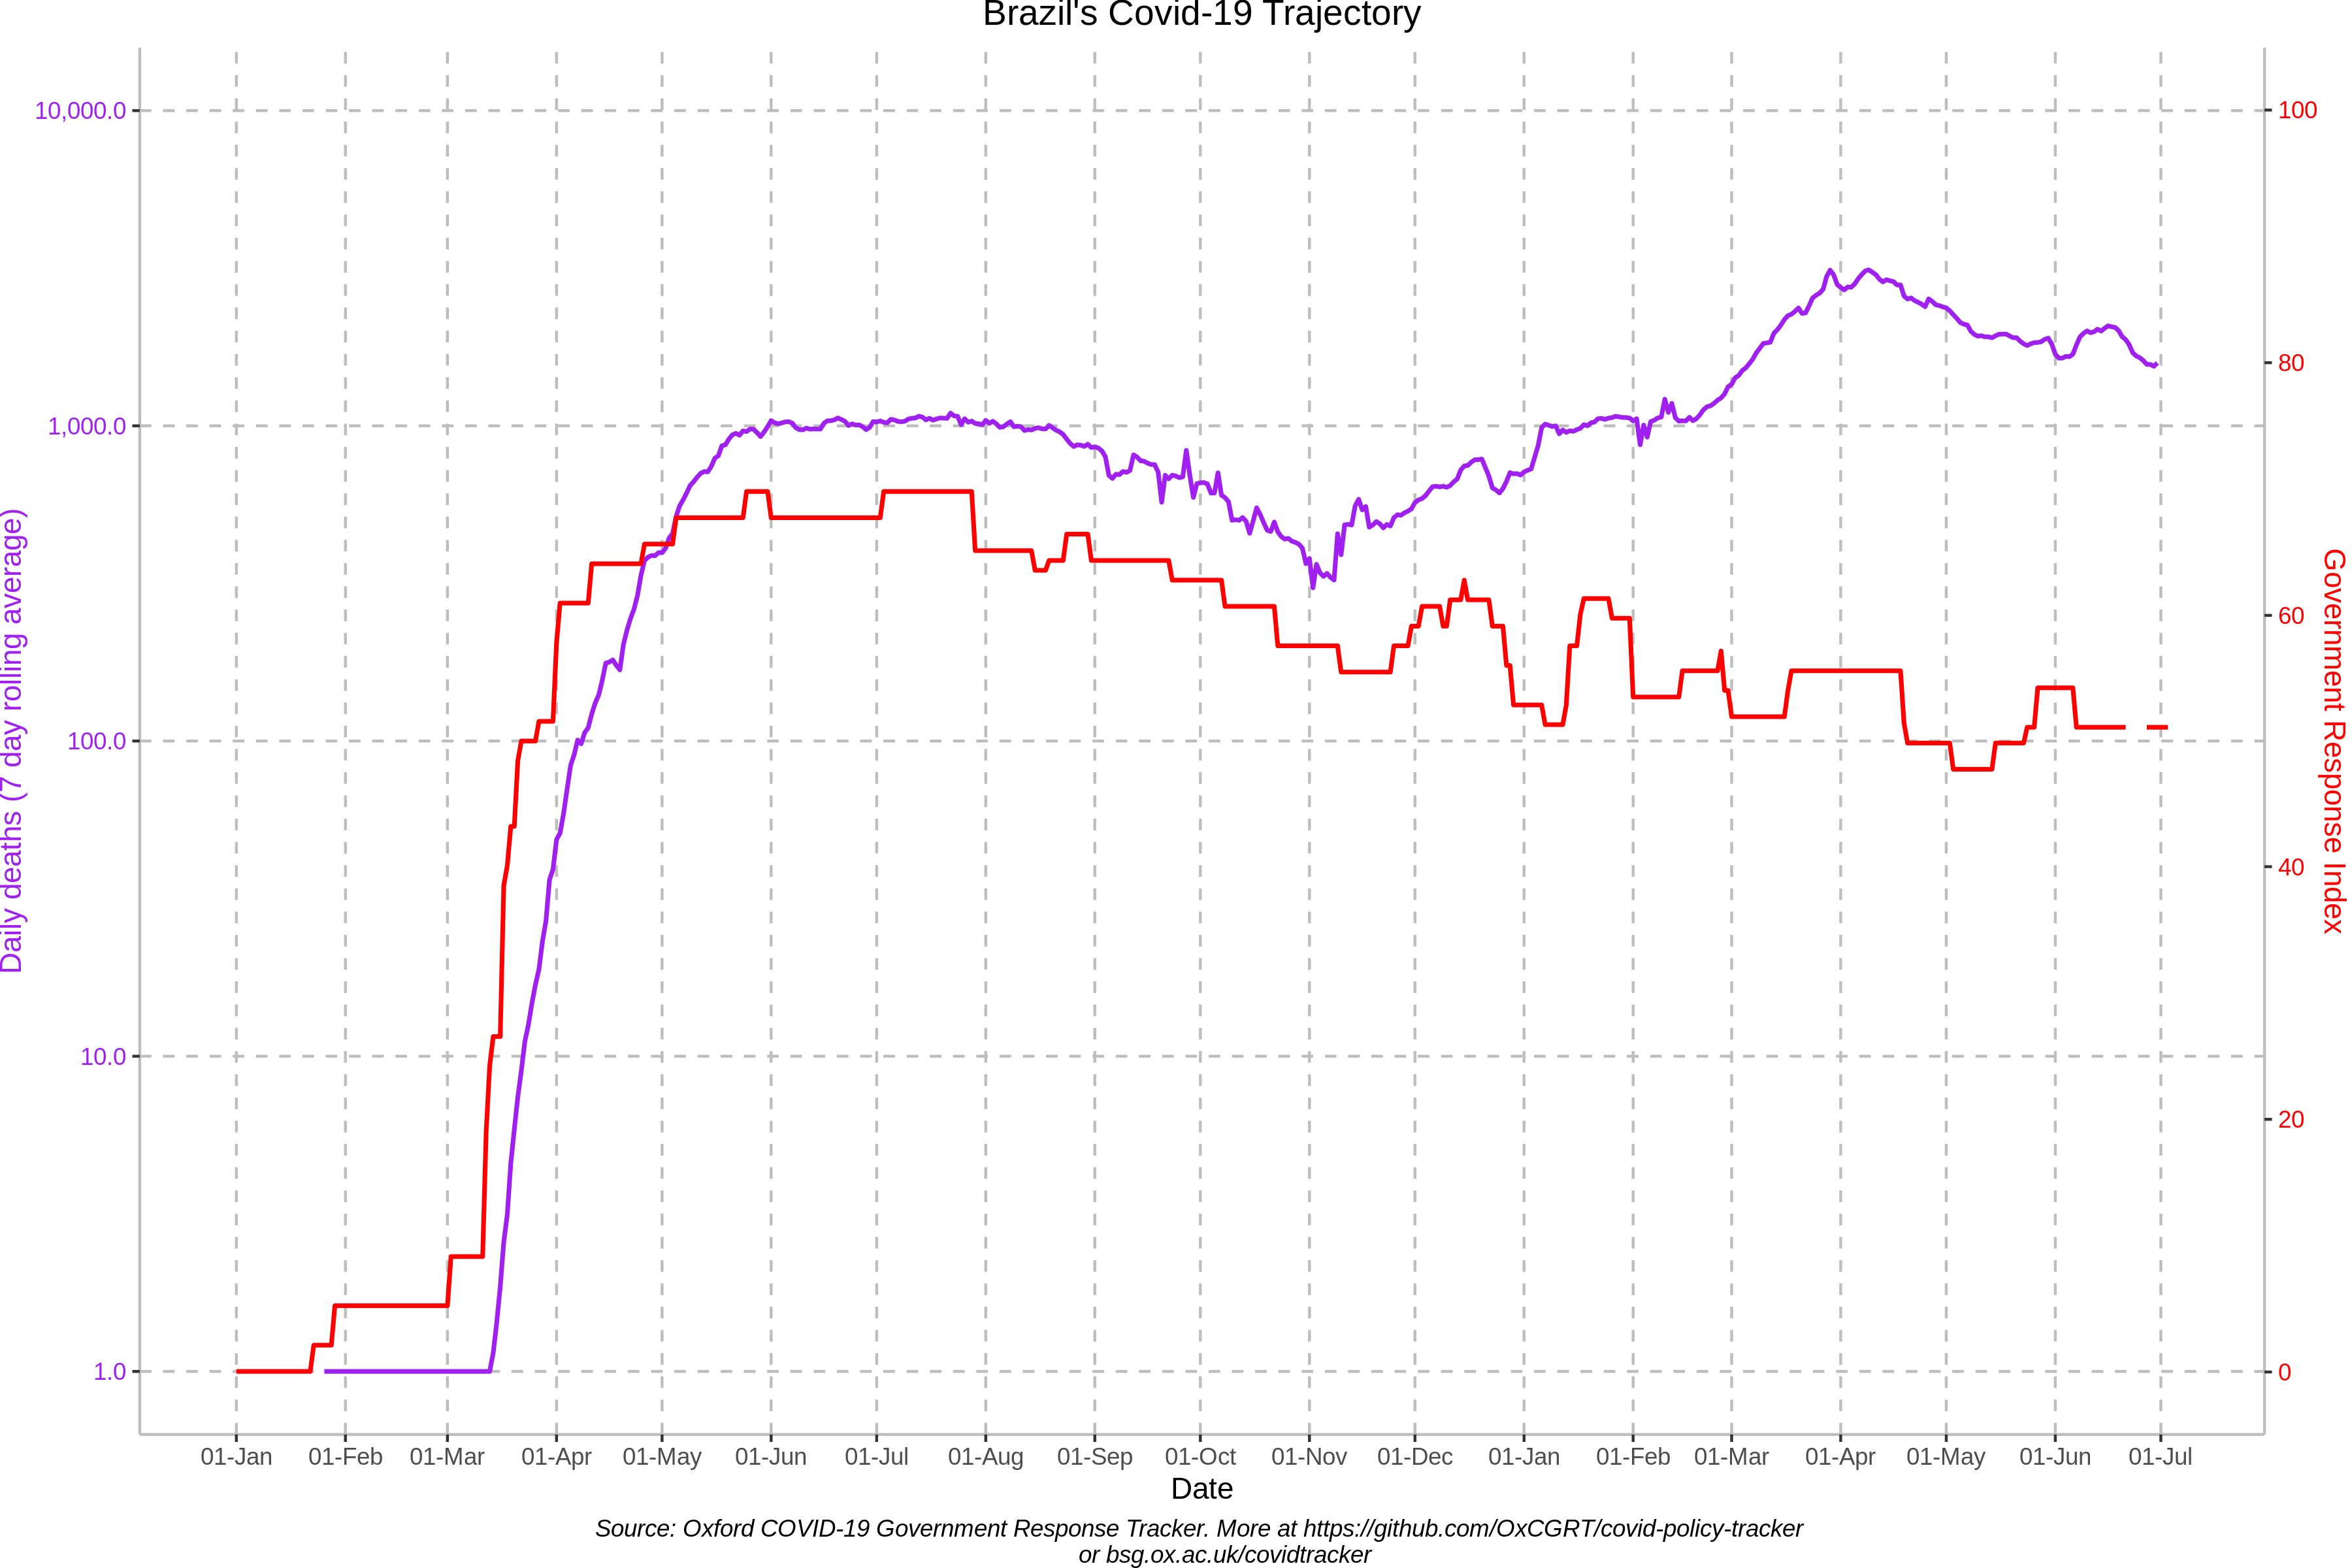 Brazil's Covid-19 Trajectory
Daily deaths (7 day rolling average)
10,000.0
1,000.0
100.0
10.0
1.0
100
80
60
40
20
0
Government Response Index
01-Jan 01-Feb 01-Mar 01-Apr 01-May 01-Jun 01-Jul 01-Aug 01-Sep 01-Oct 01-Nov 01-Dec 01-Jan 01-Feb 01-Mar 01-Apr 01-May 01-Jun 01-Jul
Date
Source: Oxford COVID-19 Government Response Tracker. More at https://github.com/OxCGRT/covid-policy-tracker
or bsg.ox.ac.uk/covidtracker